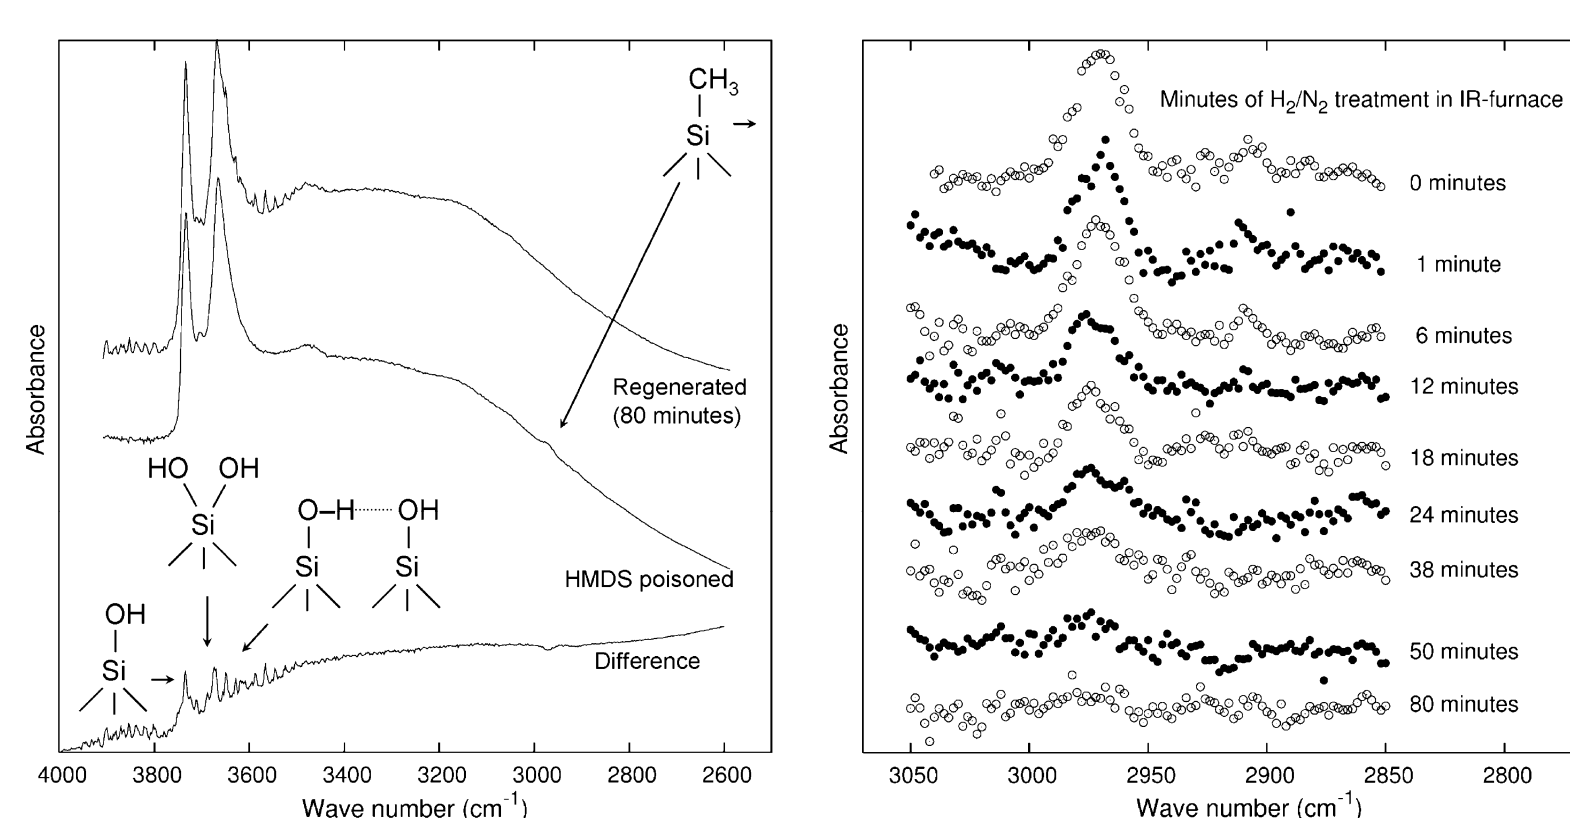 CH3
Si
Regenerated
(80 minutes)
HO OH
Si
O–H OH
Si Si
HMDS poisoned
OH
Si
Difference
Absorbance
4000 3800 3600 3400 3200 3000 2800 2600
Wave number (cm-1)
Minutes of H2/N2 treatment in IR-furnace
0 minutes
1 minute
6 minutes
12 minutes
18 minutes
24 minutes
38 minutes
50 minutes
80 minutes
Absorbance
3050 3000 2950 2900 2850 2800
Wave number (cm-1)